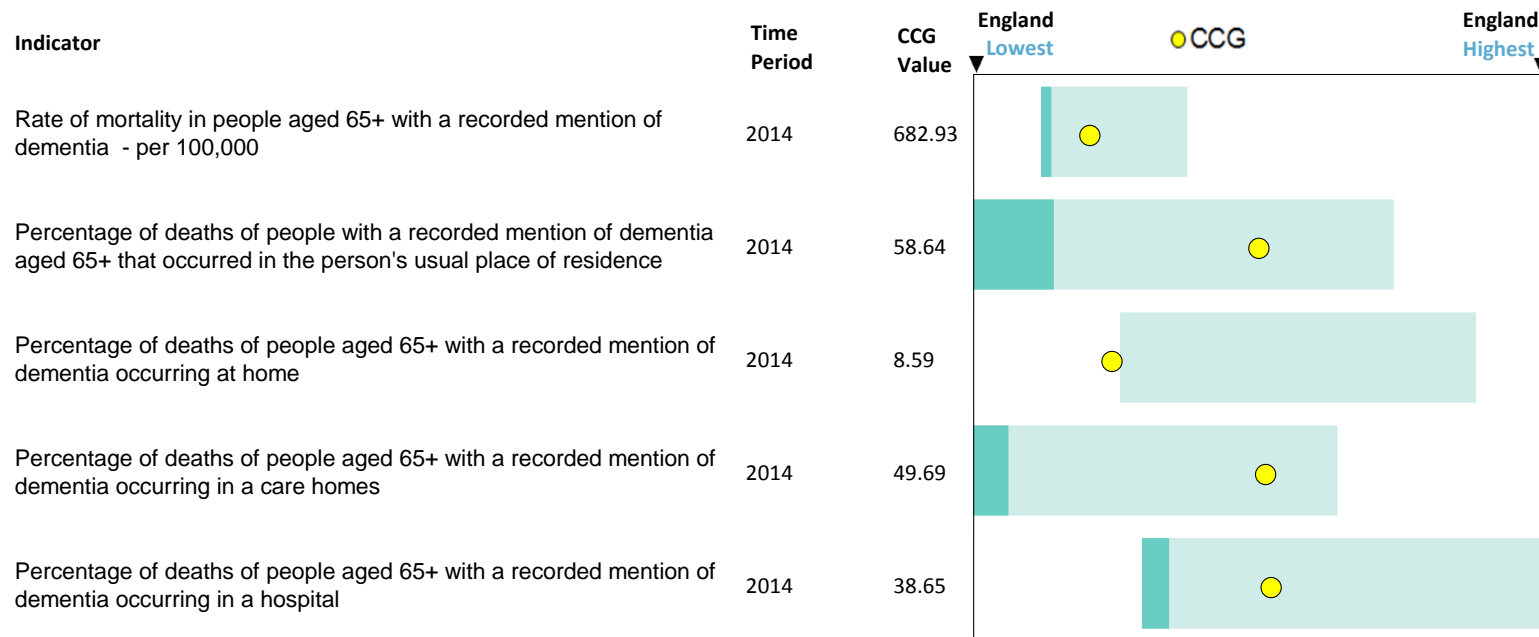 Indicator
Time
Period
CCG
Value
England
Lowest
CCG
England
Highest
Rate of mortality in people aged 65+ with a recorded mention of
dementia - per 100,000
2014
682.93
Percentage of deaths of people with a recorded mention of dementia
aged 65+ that occurred in the person's usual place of residence
2014
58.64
Percentage of deaths of people aged 65+ with a recorded mention of
dementia occurring at home
2014
8.59
Percentage of deaths of people aged 65+ with a recorded mention of
dementia occurring in a care homes
2014
49.69
Percentage of deaths of people aged 65+ with a recorded mention of
dementia occurring in a hospital
2014
38.65